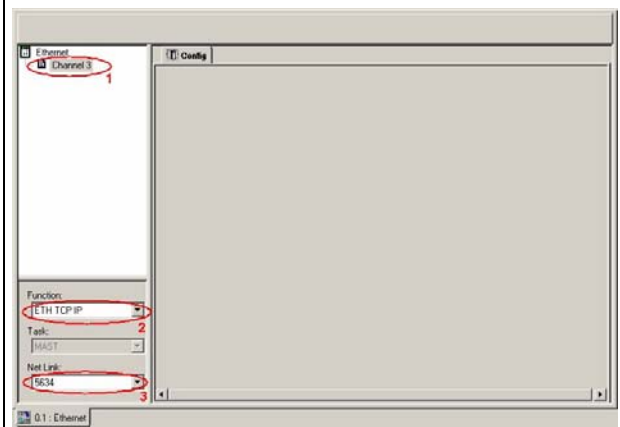 Ethernet
Channel 3
1
Config
Function:
ETH TCP IP
2
Task:
MAST
Net Link:
5634
3
0.1 : Ethernet